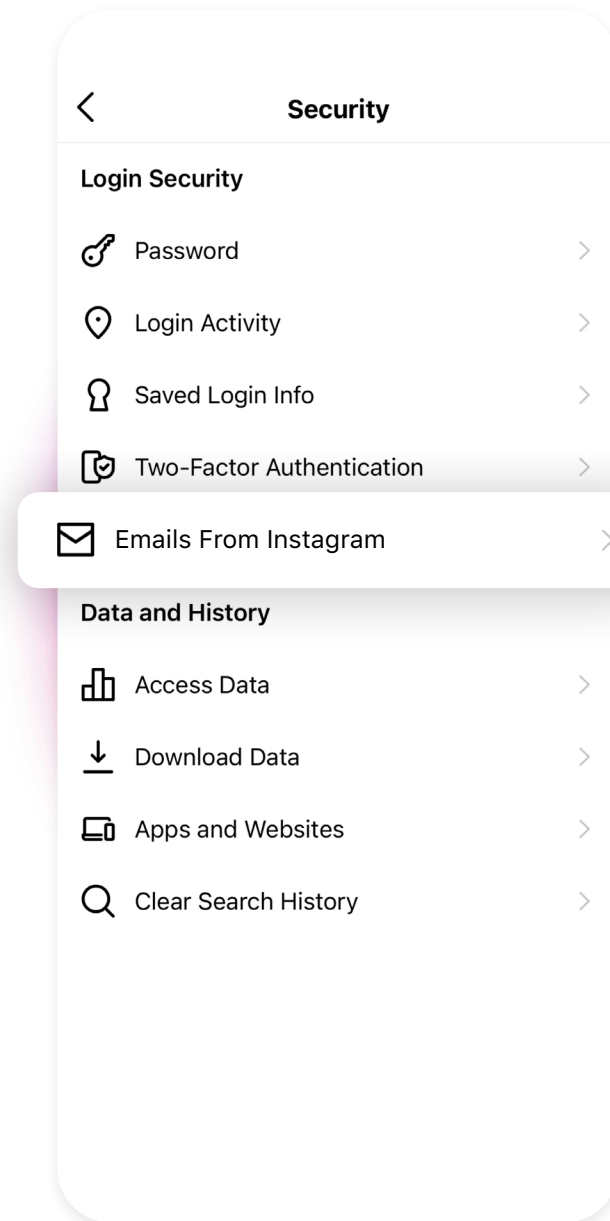 Security
Login Security
Password
Login Activity
Saved Login Info
Two-Factor Authentication
Emails From Instagram
Data and History
Access Data
Download Data
Apps and Websites
Clear Search History